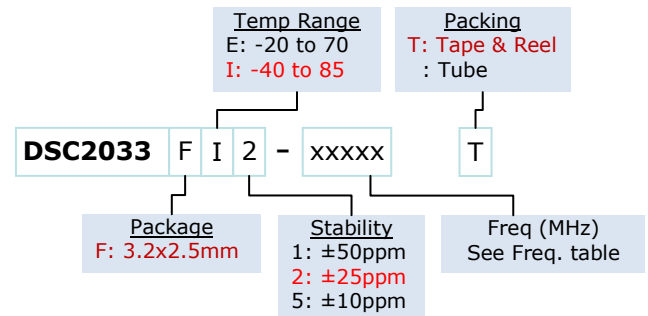 Temp Range
E: -20 to 70
I: -40 to 85
Packing
T: Tape & Reel
: Tube
DSC2033 F I 2 – xxxxx T
Package
F: 3.2x2.5mm
Stability
1: ±50ppm
2: ±25ppm
5: ±10ppm
Freq (MHz)
See Freq. table